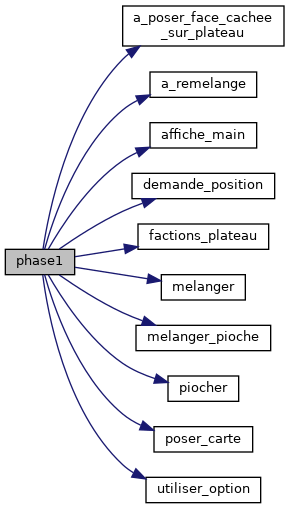 a_poser_face_cachee
_sur_plateau
a_remelange
affiche_main
demande_position
factions_plateau
phase1
melanger
melanger_pioche
piocher
poser_carte
utiliser_option